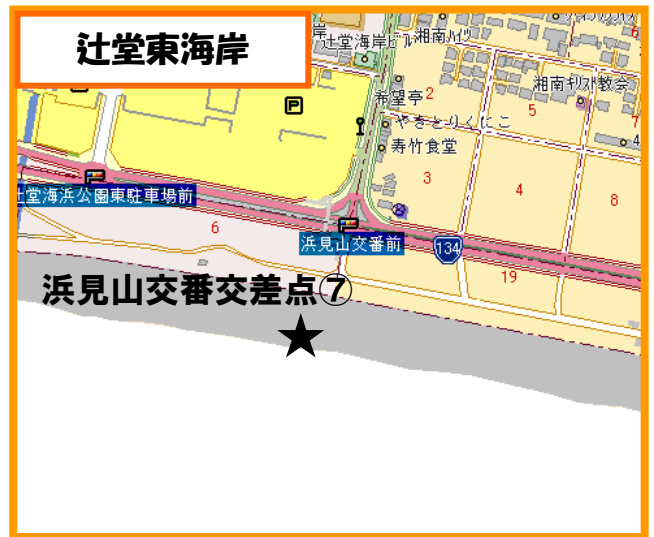 辻堂東海岸
辻堂海岸ビル
湘南ハイツ
希望亭
2
やきとりくにこ
寿竹食堂
湘南キリスト教会
5
7
4
P
3
4
8
辻堂海浜公園東駐車場前
6
浜見山交番前
134
19
浜見山交番交差点⑦
6